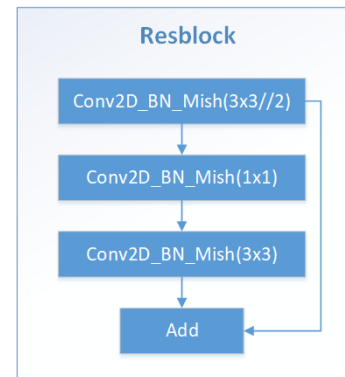 Resblock
Conv2D_BN_Mish(3x3//2)
Conv2D_BN_Mish(1x1)
Conv2D_BN_Mish(3x3)
Add